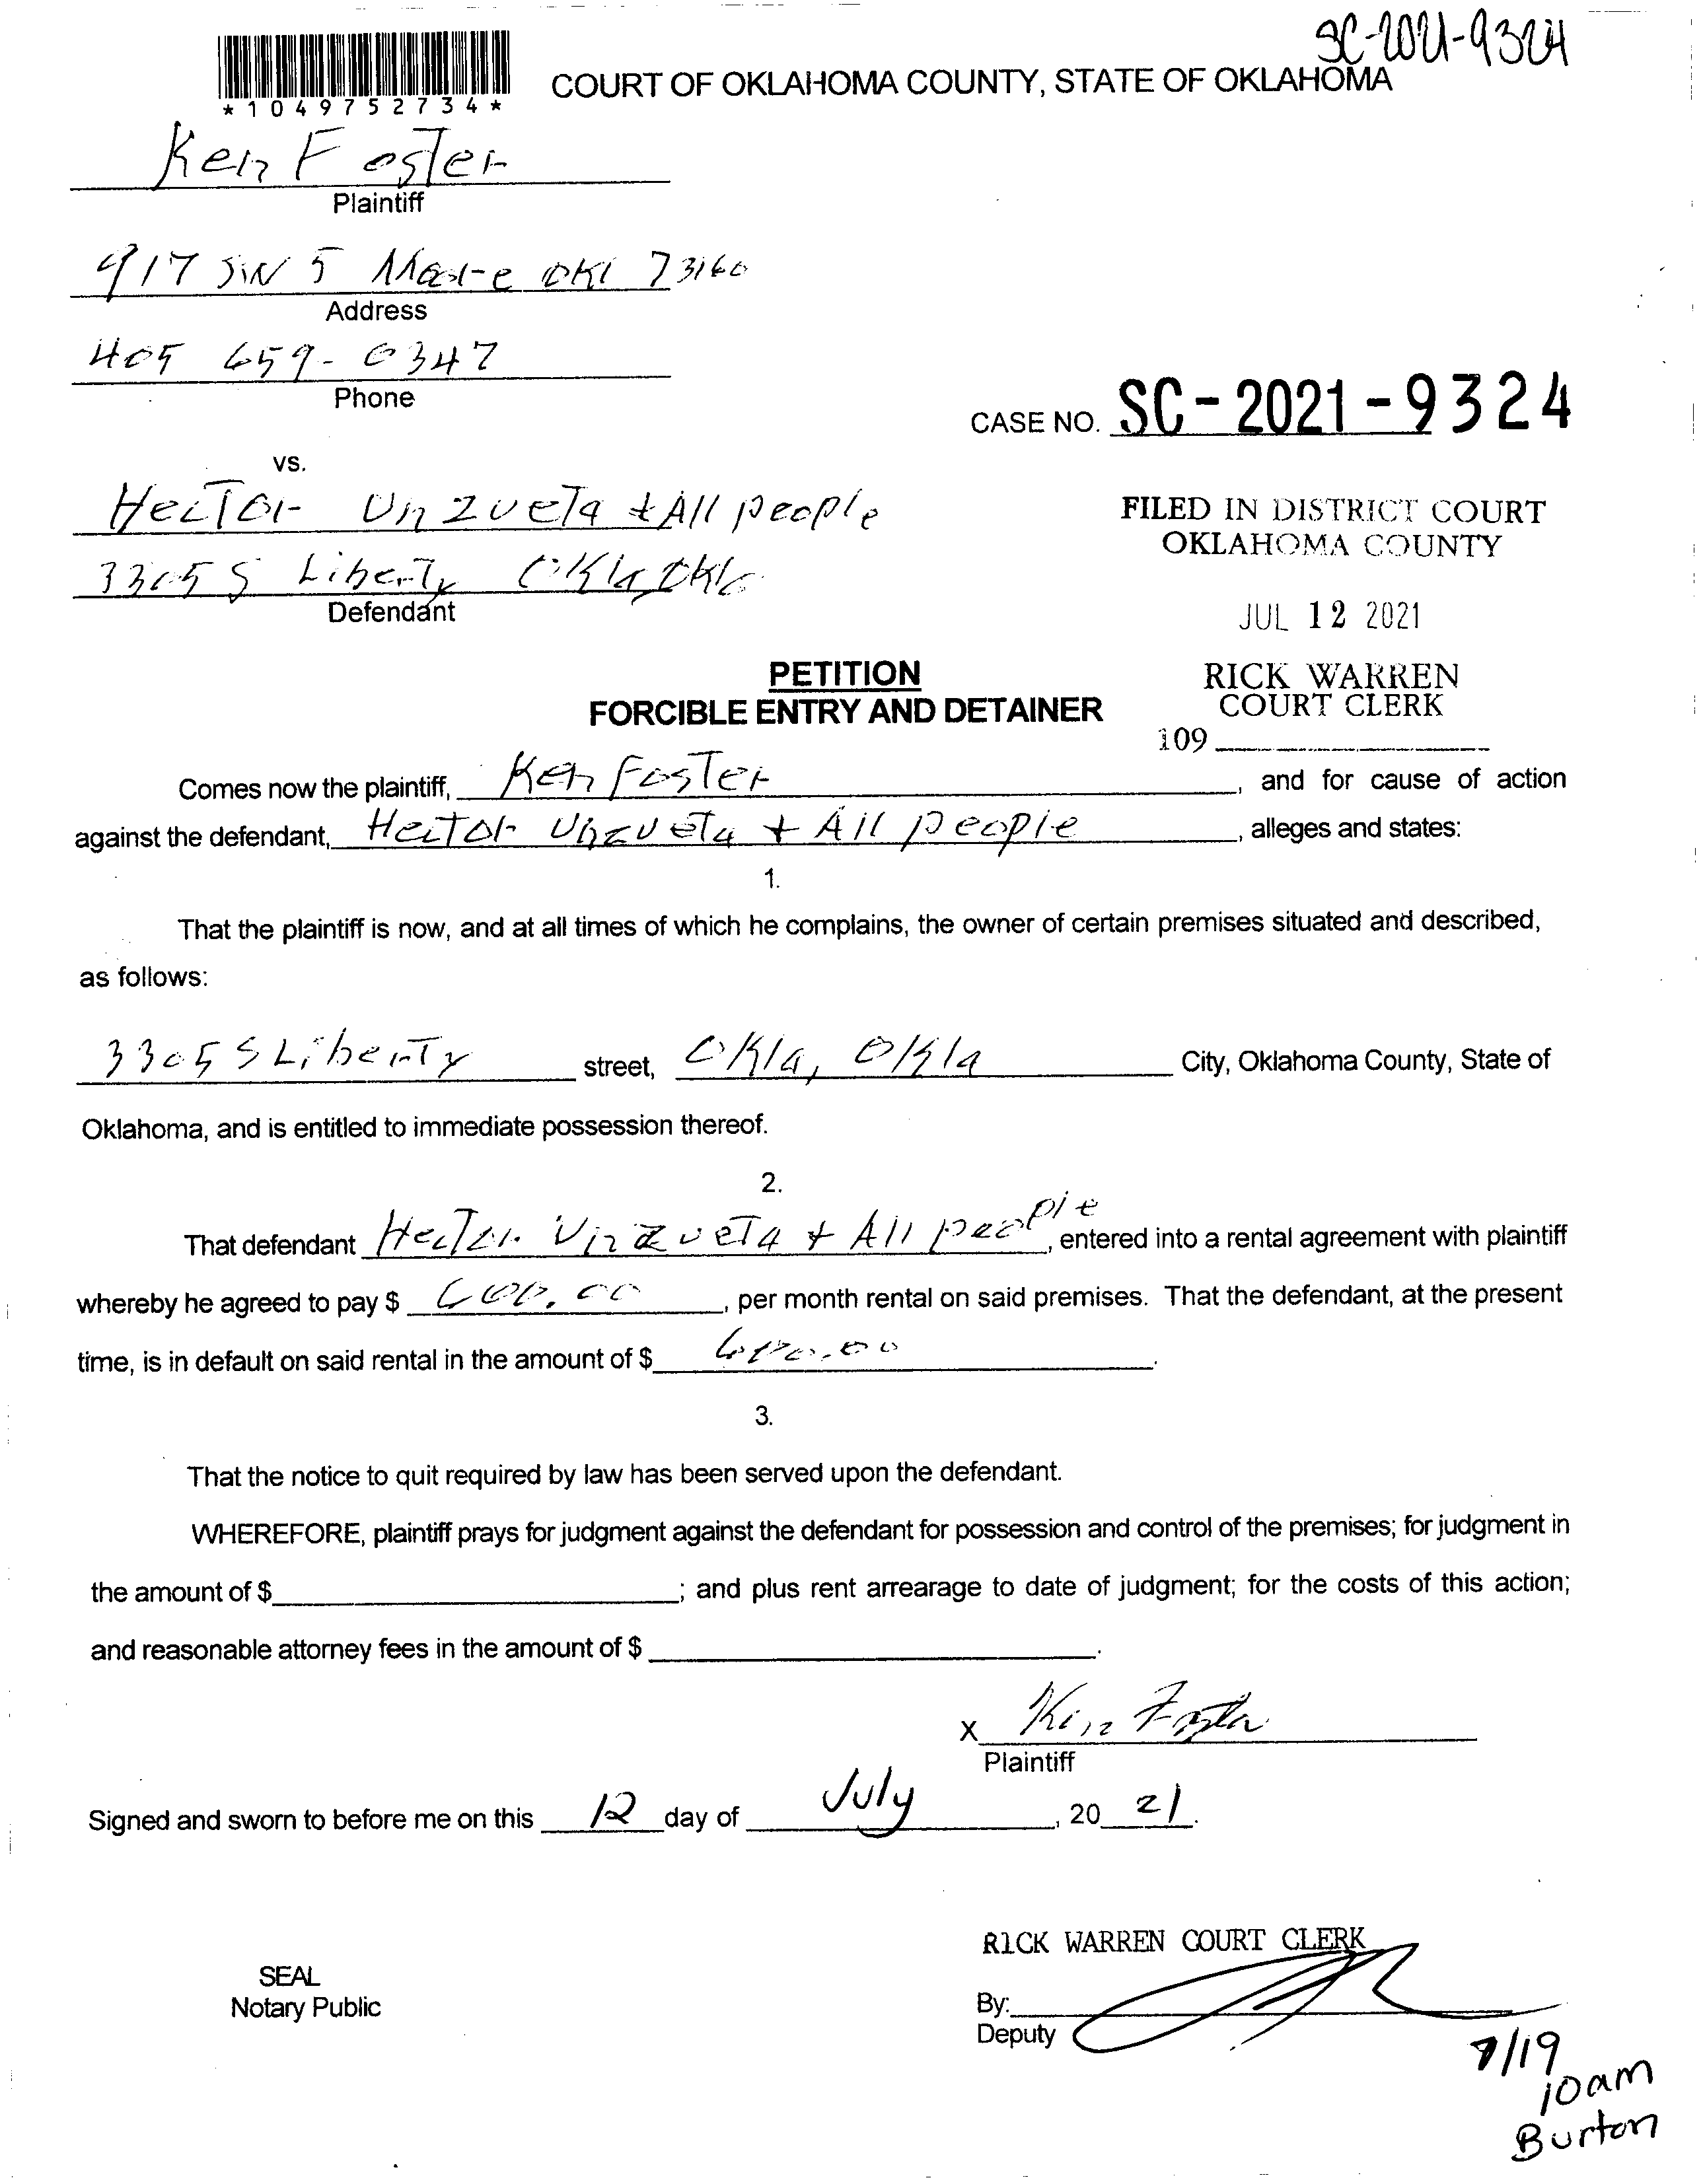 SC-2021-9324
*1049752734*
COURT OF OKLAHOMA COUNTY, STATE OF OKLAHOMA
Ken Foster
Plaintiff
917 SW 5 Moore Okl 73160
Address
405 659-0347
Phone
CASE NO. SC-2021-9324
vs.
Hector Unzueta + All people
3305 S Liberty Okla, Okla
Defendant
FILED IN DISTRICT COURT
OKLAHOMA COUNTY
JUL 12 2021
RICK WARREN
COURT CLERK
109
PETITION
FORCIBLE ENTRY AND DETAINER
Comes now the plaintiff, Ken Foster, and for cause of action
against the defendant, Hector Unzueta + All people, alleges and states:
1.
That the plaintiff is now, and at all times of which he complains, the owner of certain premises situated and described,
as follows:
3305 S Liberty street, Okla, Okla City, Oklahoma County, State of
Oklahoma, and is entitled to immediate possession thereof.
2.
That defendant Hector Unzueta + All people, entered into a rental agreement with plaintiff
whereby he agreed to pay $ 600.00, per month rental on said premises. That the defendant, at the present
time, is in default on said rental in the amount of $ .
3.
That the notice to quit required by law has been served upon the defendant.
WHEREFORE, plaintiff prays for judgment against the defendant for possession and control of the premises; for judgment in
the amount of $ ; and plus rent arrearage to date of judgment; for the costs of this action;
and reasonable attorney fees in the amount of $ .
X Ken Foster
Plaintiff
Signed and sworn to before me on this 12 day of July, 2021.
RICK WARREN COURT CLERK
SEAL
Notary Public
By:
Deputy
7/19
10am
Burton